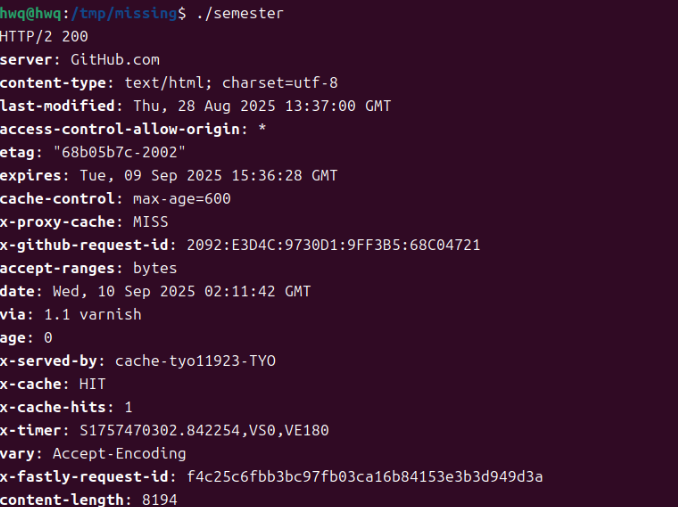 hwq@hwq:/tmp/missing$ ./semester
HTTP/2 200
server: GitHub.com
content-type: text/html; charset=utf-8
last-modified: Thu, 28 Aug 2025 13:37:00 GMT
access-control-allow-origin: *
etag: "68b05b7c-2002"
expires: Tue, 09 Sep 2025 15:36:28 GMT
cache-control: max-age=600
x-proxy-cache: MISS
x-github-request-id: 2092:E3D4C:9730D1:9FF3B5:68C04721
accept-ranges: bytes
date: Wed, 10 Sep 2025 02:11:42 GMT
via: 1.1 varnish
age: 0
x-served-by: cache-tyo11923-TYO
x-cache: HIT
x-cache-hits: 1
x-timer: S1757470302.842254,VS0,VE180
vary: Accept-Encoding
x-fastly-request-id: f4c25c6fbb3bc97fb03ca16b84153e3b3d949d3a
content-length: 8194